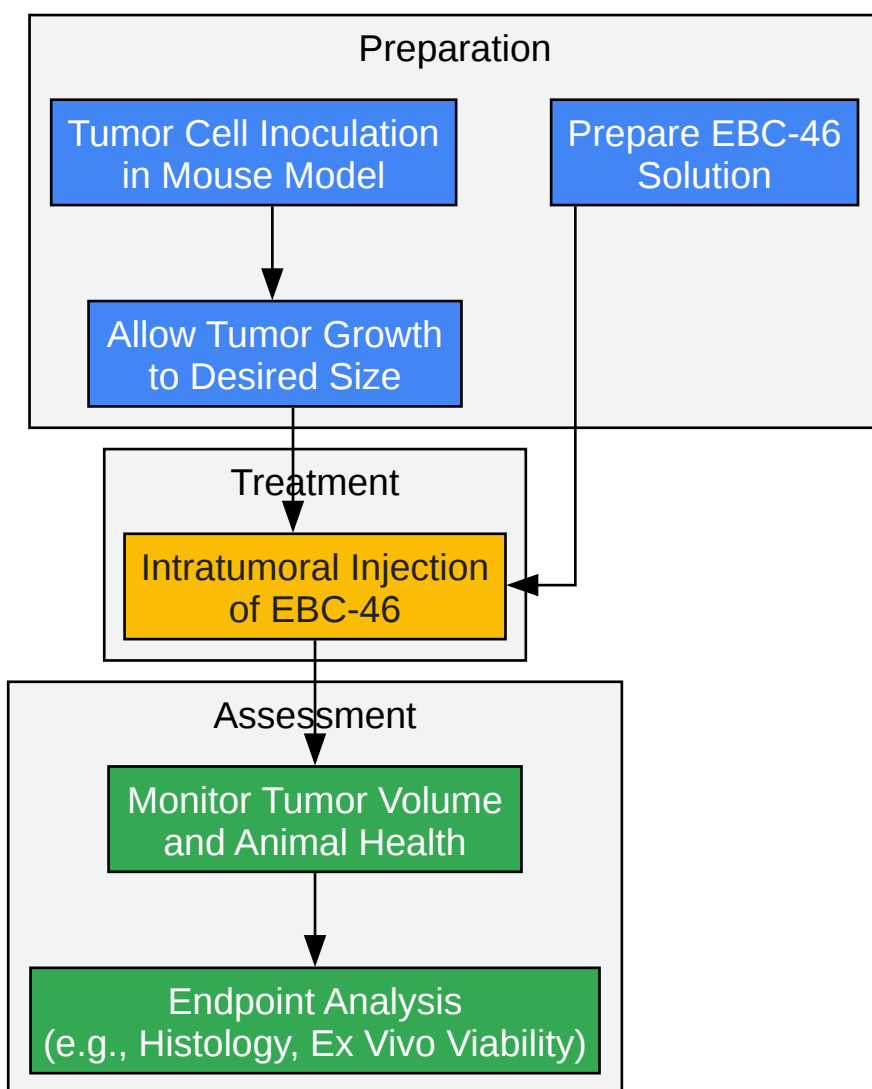 Preparation
Tumor Cell Inoculation
in Mouse Model
Prepare EBC-46
Solution
Allow Tumor Growth
to Desired Size
Treatment
Intratumoral Injection
of EBC-46
Assessment
Monitor Tumor Volume
and Animal Health
Endpoint Analysis
(e.g., Histology, Ex Vivo Viability)